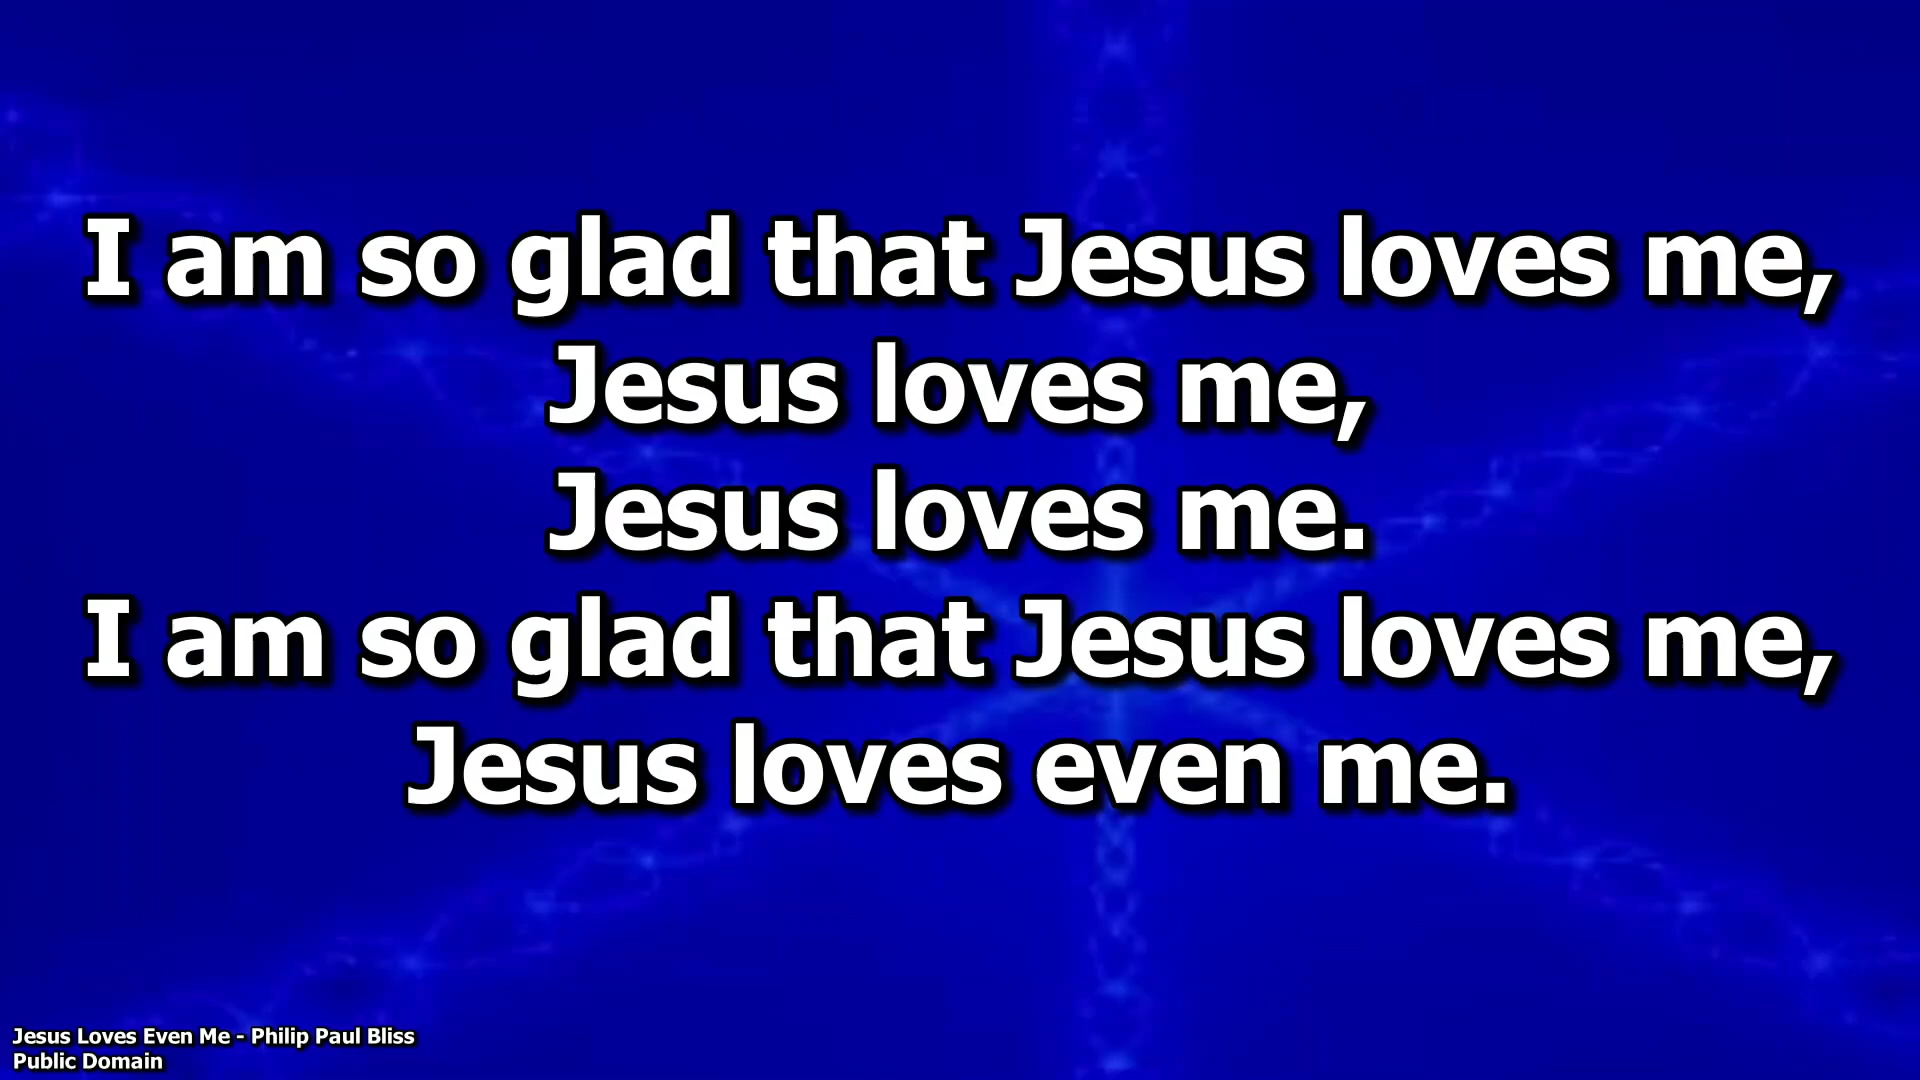 I am so glad that Jesus loves me,
Jesus loves me,
Jesus loves me.
I am so glad that Jesus loves me,
Jesus loves even me.
Jesus Loves Even Me - Philip Paul Bliss
Public Domain